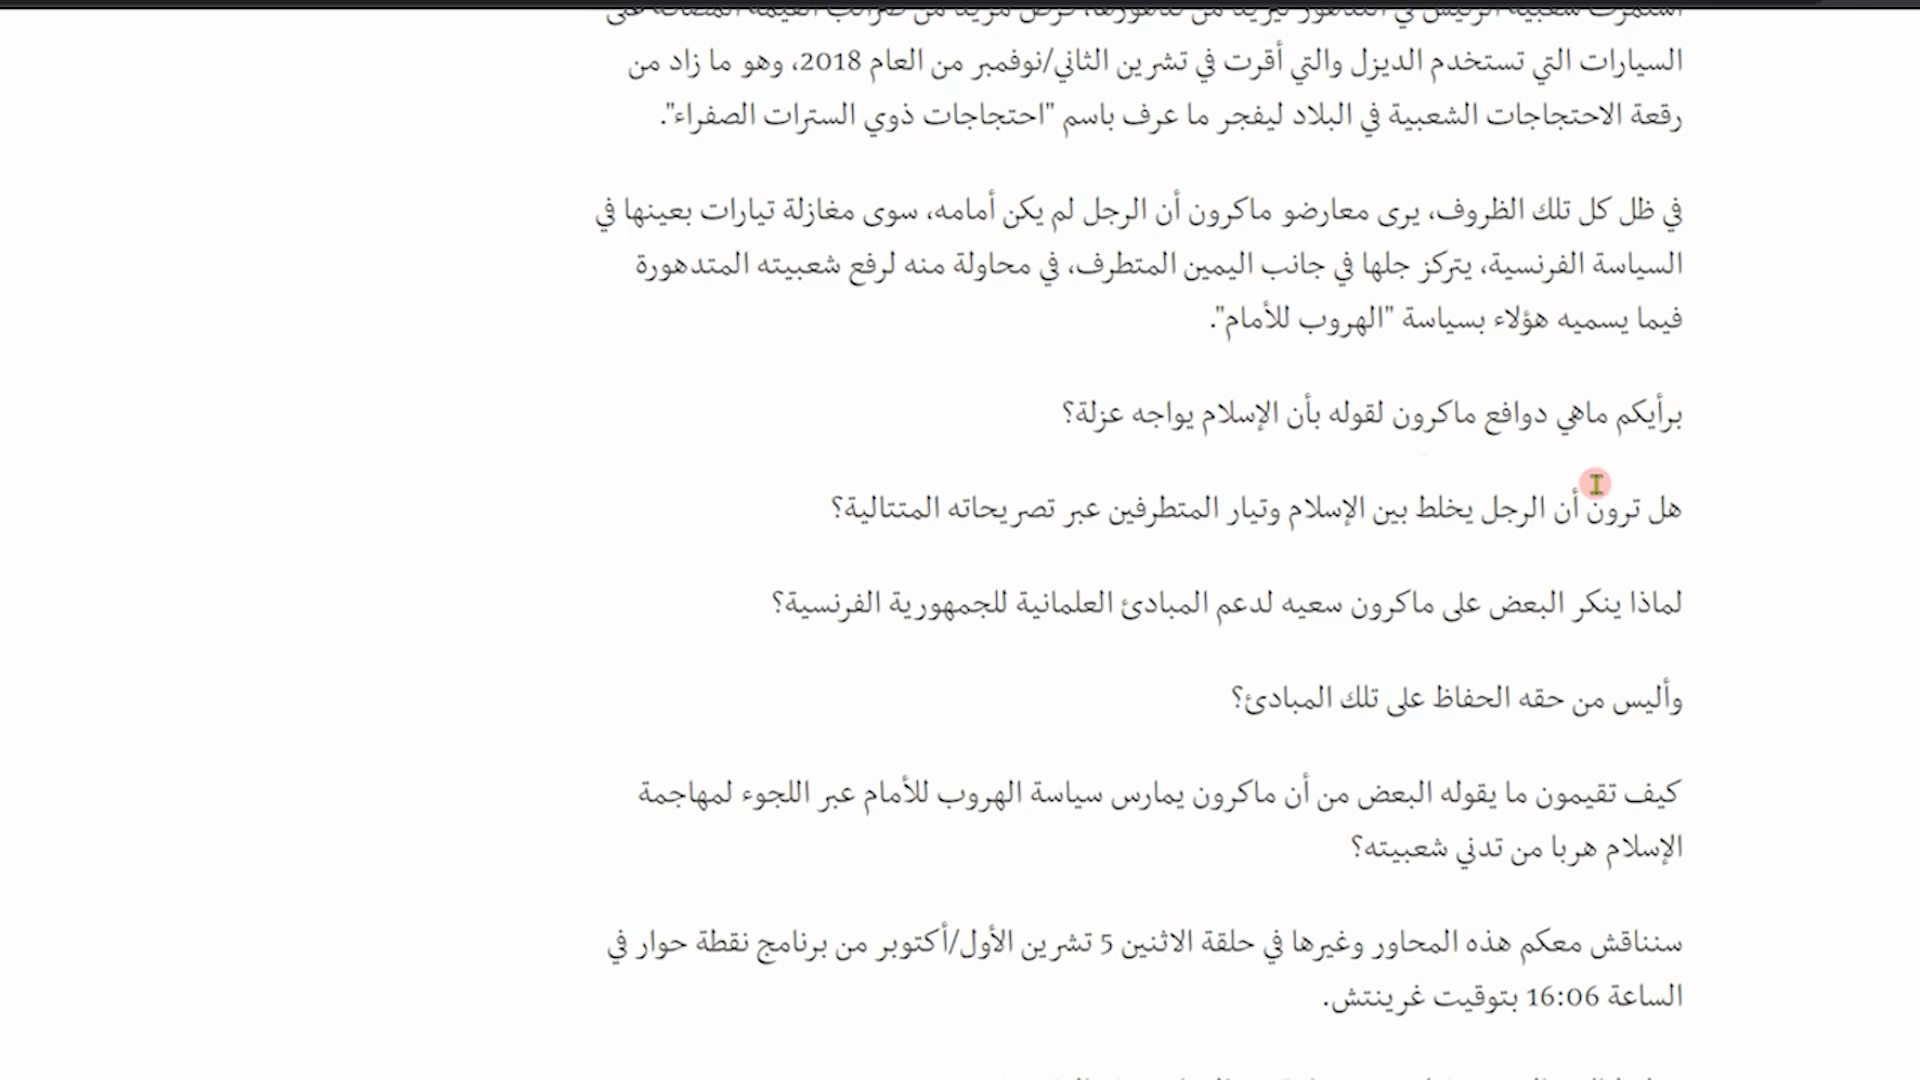 السيارات التي تستخدم الديزل والتي أقرت في تشرين الثاني/نوفمبر من العام 2018، وهو ما زاد من
رقعة الاحتجاجات الشعبية في البلاد ليفجر ما عرف باسم "احتجاجات ذوي السترات الصفراء".
في ظل كل تلك الظروف، يرى معارضو ماكرون أن الرجل لم يكن أمامه، سوى مغازلة تيارات بعينها في
السياسة الفرنسية، يتركز جلها في جانب اليمين المتطرف، في محاولة منه لرفع شعبيته المتدهورة
فيما يسميه هؤلاء بسياسة "الهروب للأمام".
برأيكم ماهي دوافع ماكرون لقوله بأن الإسلام يواجه عزلة؟
هل ترون أن الرجل يخلط بين الإسلام وتيار المتطرفين عبر تصريحاته المتتالية؟
لماذا ينكر البعض على ماكرون سعيه لدعم المبادئ العلمانية للجمهورية الفرنسية؟
وأليس من حقه الحفاظ على تلك المبادئ؟
كيف تقيمون ما يقوله البعض من أن ماكرون يمارس سياسة الهروب للأمام عبر اللجوء لمهاجمة
الإسلام هربا من تدني شعبيته؟
سنناقش معكم هذه المحاور وغيرها في حلقة الاثنين 5 تشرين الأول/أكتوبر من برنامج نقطة حوار في
الساعة 16:06 بتوقيت غرينتش.